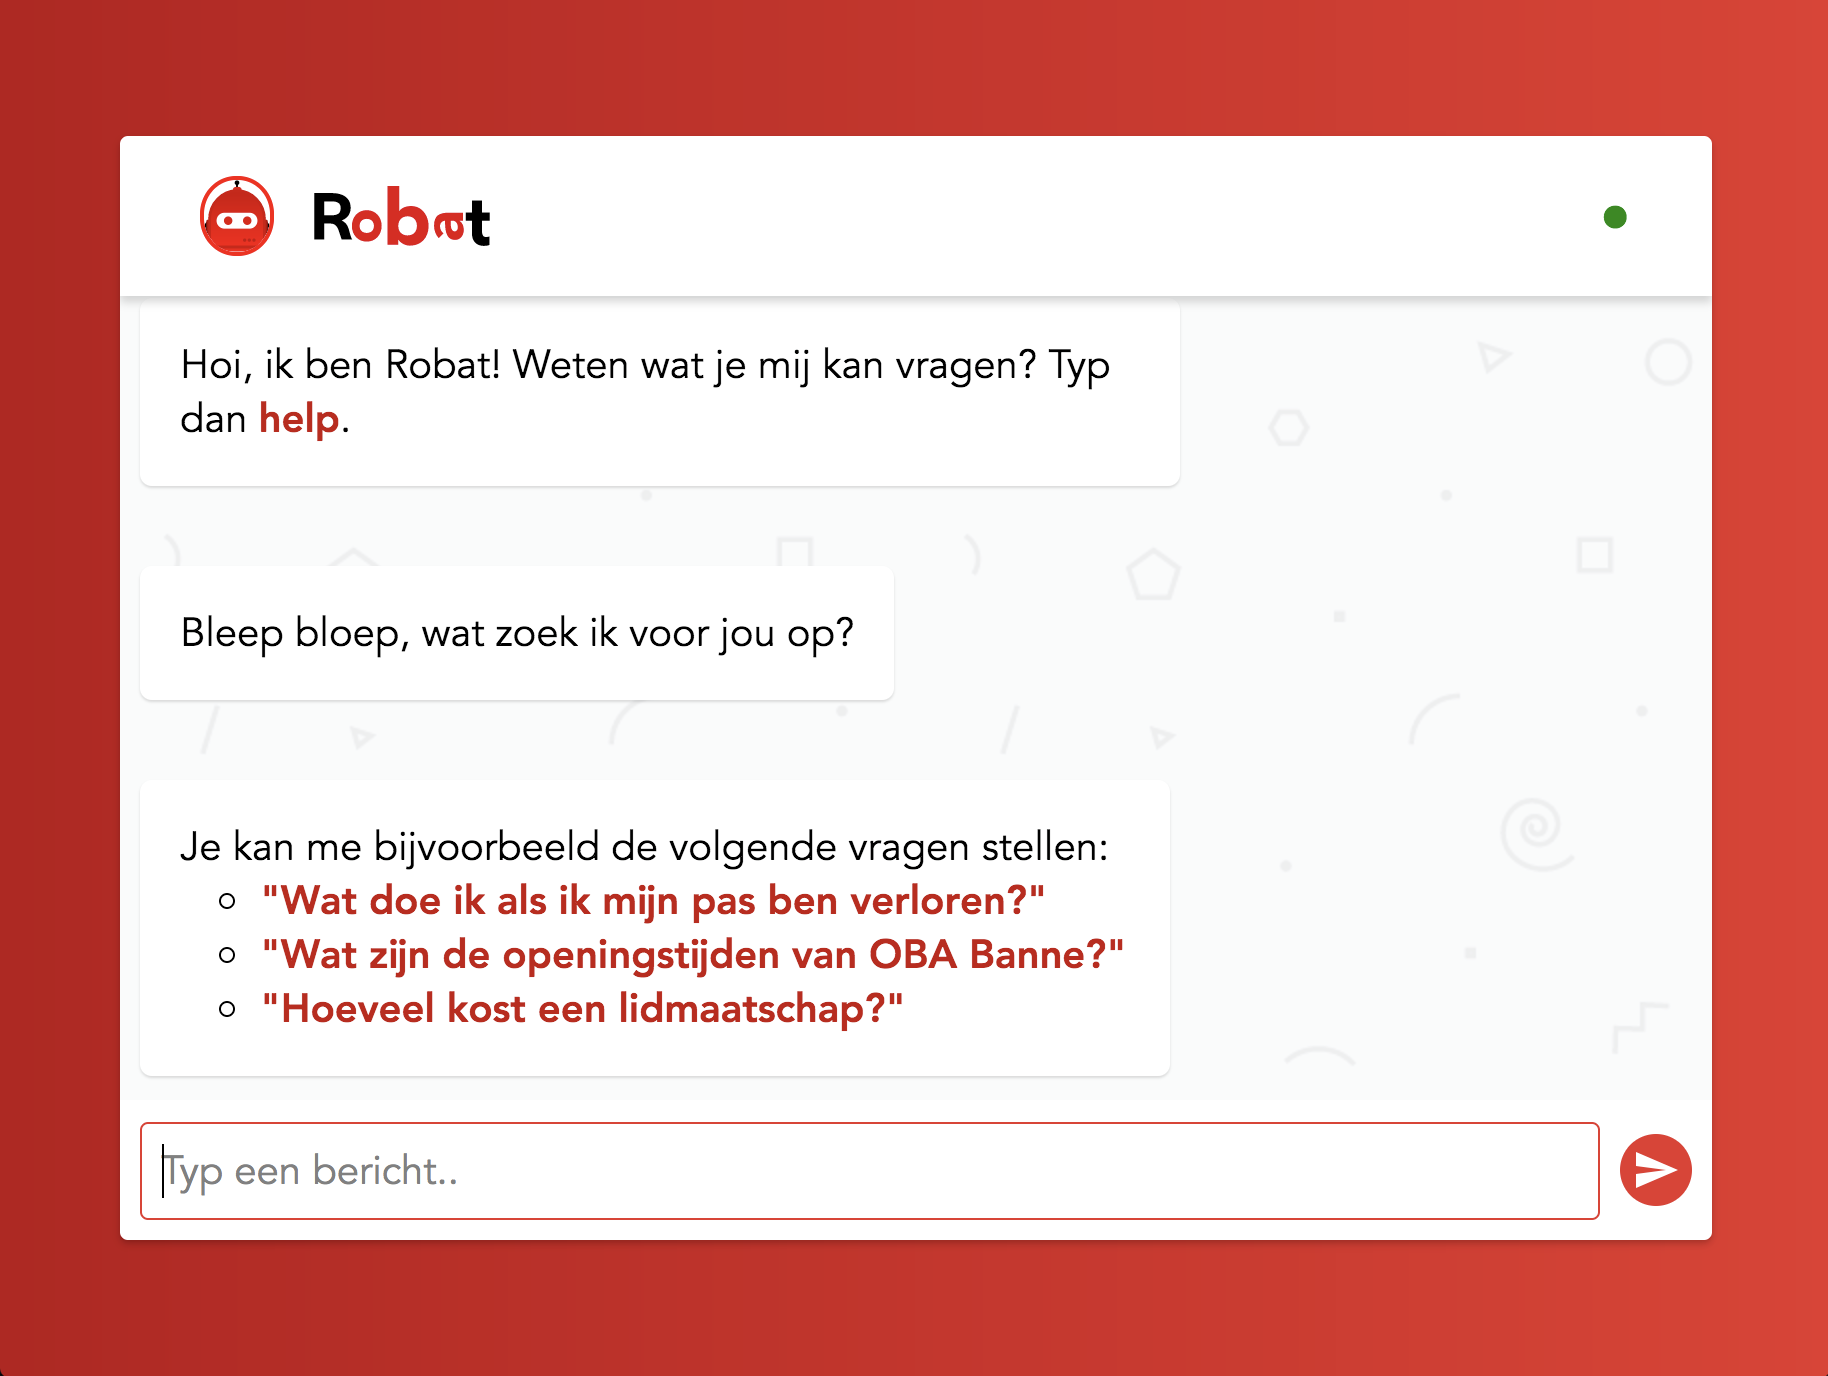 Robat
Hoi, ik ben Robat! Weten wat je mij kan vragen? Typ
dan help.
Bleep bloep, wat zoek ik voor jou op?
Je kan me bijvoorbeeld de volgende vragen stellen:
"Wat doe ik als ik mijn pas ben verloren?"
"Wat zijn de openingstijden van OBA Banne?"
"Hoeveel kost een lidmaatschap?"
Typ een bericht..